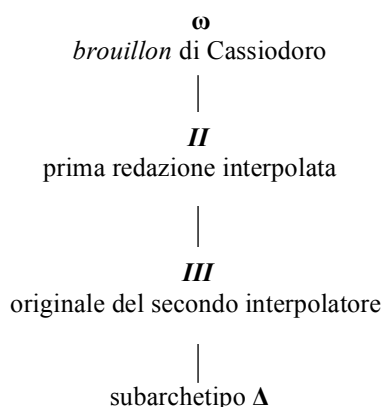 ω
brouillon di Cassiodoro
II
prima redazione interpolata
III
originale del secondo interpolatore
subarchetipo Δ